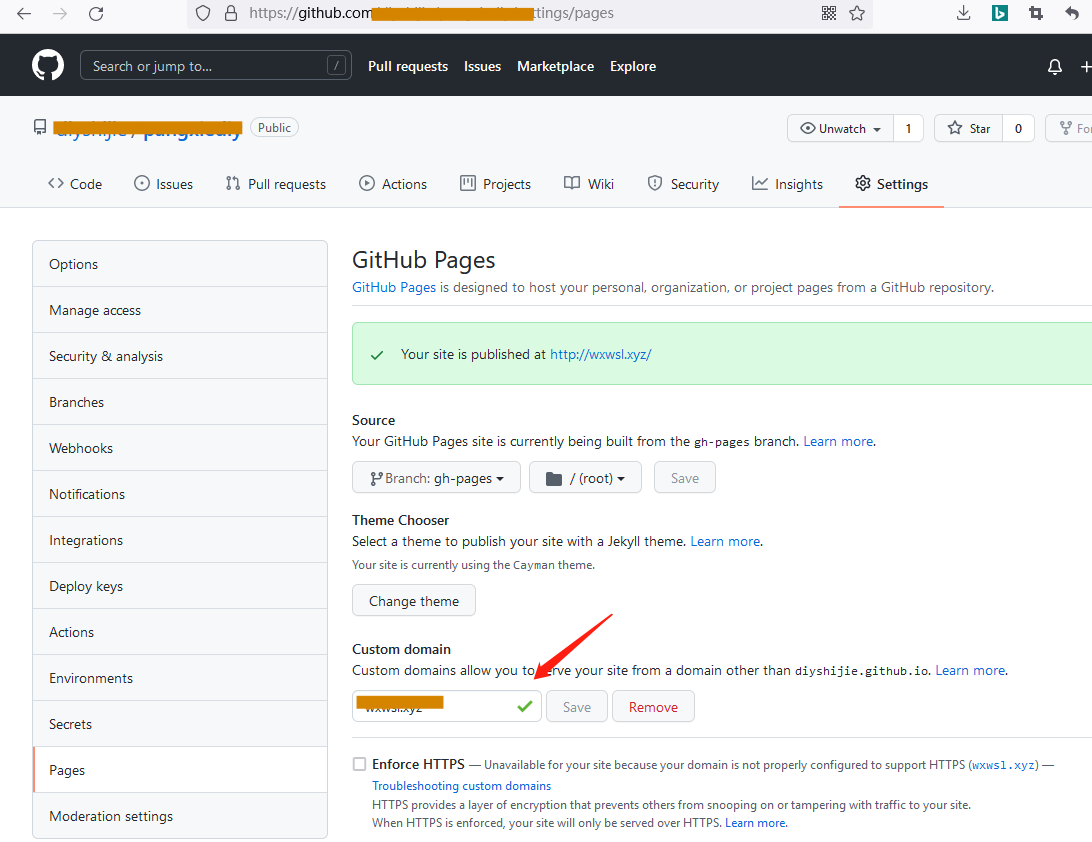 https://github.com ttings/pages
Search or jump to... /
Pull requests Issues Marketplace Explore
Public
Unwatch 1 Star 0
Code Issues Pull requests Actions Projects Wiki Security Insights Settings
Options
Manage access
Security & analysis
Branches
Webhooks
Notifications
Integrations
Deploy keys
Actions
Environments
Secrets
Pages
Moderation settings
GitHub Pages
GitHub Pages is designed to host your personal, organization, or project pages from a GitHub repository.
Your site is published at http://wxwsl.xyz/
Source
Your GitHub Pages site is currently being built from the gh-pages branch. Learn more.
Branch: gh-pages / (root) Save
Theme Chooser
Select a theme to publish your site with a Jekyll theme. Learn more.
Your site is currently using the Cayman theme.
Change theme
Custom domain
Custom domains allow you to serve your site from a domain other than diyshijie.github.io. Learn more.
Save Remove
Enforce HTTPS — Unavailable for your site because your domain is not properly configured to support HTTPS (wxwsl.xyz) —
Troubleshooting custom domains
HTTPS provides a layer of encryption that prevents others from snooping on or tampering with traffic to your site.
When HTTPS is enforced, your site will only be served over HTTPS. Learn more.